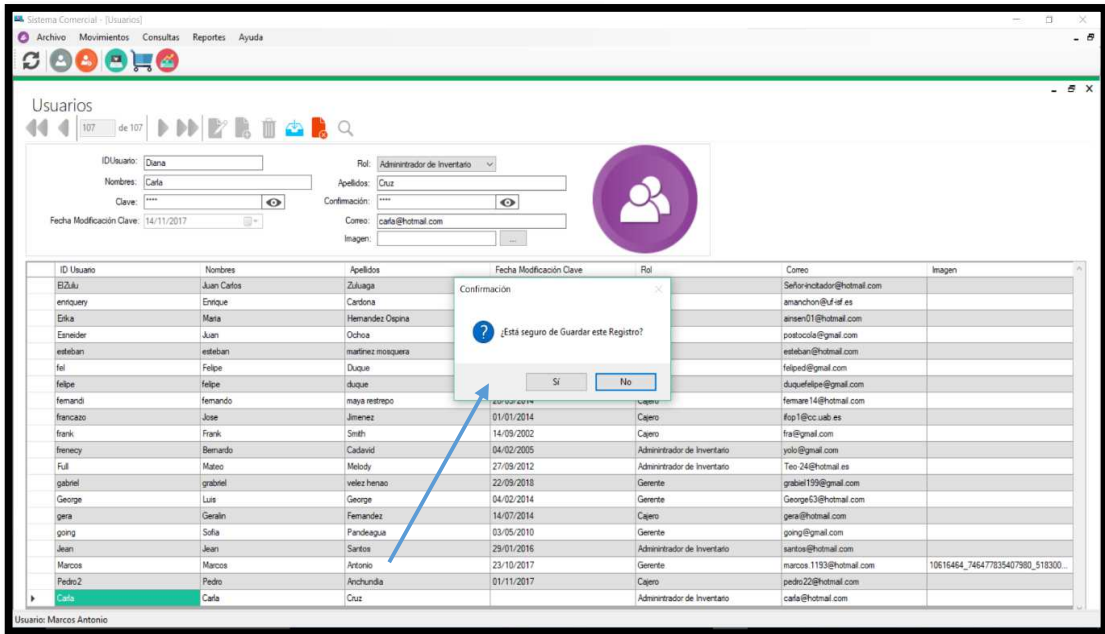 Sistema Comercial - [Usuarios]
Archivo Movimientos Consultas Reportes Ayuda
Usuarios
107 de 107
IDUsuario: Diana Rol: Adminintrador de Inventario
Nombres: Carla Apellidos: Cruz
Clave: **** Confirmación: ****
Fecha Modificación Clave: 14/11/2017 Correo: carla@hotmail.com
Imagen: ...
ID Usuario Nombres Apellidos Fecha Modificación Clave Rol Correo Imagen
ElZulu Juan Carlos Zuluaga Señor-incitador@hotmail.com
enriquery Enrique Cardona amanchon@uf-isf.es
Erika Maria Hernandez Ospina ainsen01@hotmail.com
Esneider Juan Ochoa postocola@gmail.com
esteban esteban martinez mosquera esteban@hotmail.com
fel Felipe Duque feliped@gmail.com
felipe felipe duque duquefelipe@gmail.com
fernandi fernando maya restrepo Cajero fermare14@hotmail.com
francazo Jose Jimenez 01/01/2014 Cajero ifop1@cc.uab.es
frank Frank Smith 14/09/2002 Cajero fra@gmail.com
frenecy Bernardo Cadavid 04/02/2005 Adminintrador de Inventario yolo@gmail.com
Full Mateo Melody 27/09/2012 Adminintrador de Inventario Teo-24@hotmail.es
gabriel grabriel velez henao 22/09/2018 Gerente grabiel199@gmail.com
George Luis George 04/02/2014 Gerente George63@hotmail.com
gera Geralin Fernandez 14/07/2014 Cajero gera@hotmail.com
going Sofia Pandeagua 03/05/2010 Gerente going@gmail.com
Jean Jean Santos 29/01/2016 Adminintrador de Inventario santos@hotmail.com
Marcos Marcos Antonio 23/10/2017 Gerente marcos.1193@hotmail.com 10616464_746477835407980_518300...
Pedro2 Pedro Anchundia 01/11/2017 Cajero pedro22@hotmail.com
Carla Carla Cruz Adminintrador de Inventario carla@hotmail.com
Confirmación
¿Está seguro de Guardar este Registro?
Sí No
Usuario: Marcos Antonio